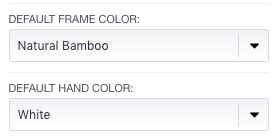 DEFAULT FRAME COLOR:
Natural Bamboo
DEFAULT HAND COLOR:
White